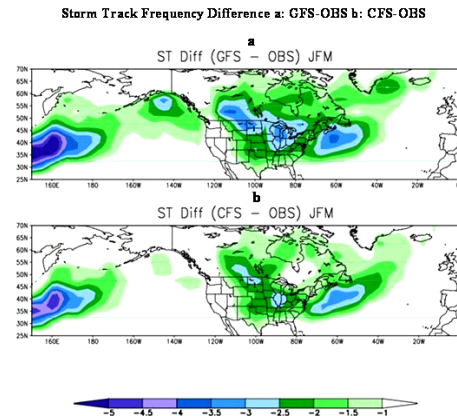 Storm Track Frequency Difference a: GFS-OBS b: CFS-OBS
a
ST Diff (GFS - OBS) JFM
70N
65N
60N
55N
50N
45N
40N
35N
30N
25N
160E 180 160W 140W 120W 100W 80W 60W 40W 20W 0
b
ST Diff (CFS - OBS) JFM
70N
65N
60N
55N
50N
45N
40N
35N
30N
25N
160E 180 160W 140W 120W 100W 80W 60W 40W 20W 0
-5 -4.5 -4 -3.5 -3 -2.5 -2 -1.5 -1